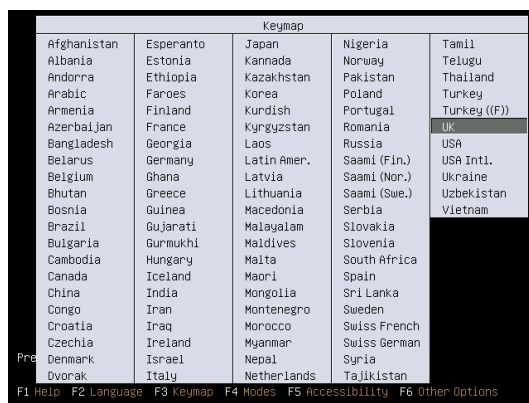 Keymap
Afghanistan
Albania
Andorra
Arabic
Armenia
Azerbaijan
Bangladesh
Belarus
Belgium
Bhutan
Bosnia
Brazil
Bulgaria
Cambodia
Canada
China
Congo
Croatia
Czechia
Denmark
Dvorak
Esperanto
Estonia
Ethiopia
Faroes
Finland
France
Georgia
Germany
Ghana
Greece
Guinea
Gujarati
Gurmukhi
Hungary
Iceland
India
Iran
Iraq
Ireland
Israel
Italy
Japan
Kannada
Kazakhstan
Korea
Kurdish
Kyrgyzstan
Laos
Latin Amer.
Latvia
Lithuania
Macedonia
Malayalam
Maldives
Malta
Maori
Mongolia
Montenegro
Morocco
Myanmar
Nepal
Netherlands
Nigeria
Norway
Pakistan
Poland
Portugal
Romania
Russia
Saami (Fin.)
Saami (Nor.)
Saami (Swe.)
Serbia
Slovakia
Slovenia
South Africa
Spain
Sri Lanka
Sweden
Swiss French
Swiss German
Syria
Tajikistan
Tamil
Telugu
Thailand
Turkey
Turkey ((F))
UK
USA
USA Intl.
Ukraine
Uzbekistan
Vietnam
Pre
F1 Help F2 Language F3 Keymap F4 Modes F5 Accessibility F6 Other Options